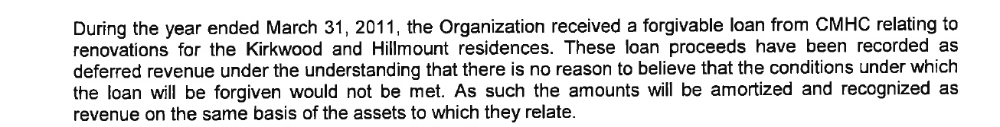 During the year ended March 31, 2011, the Organization received a forgivable loan from CMHC relating to
renovations for the Kirkwood and Hillmount residences. These loan proceeds have been recorded as
deferred revenue under the understanding that there is no reason to believe that the conditions under which
the loan will be forgiven would not be met. As such the amounts will be amortized and recognized as
revenue on the same basis of the assets to which they relate.